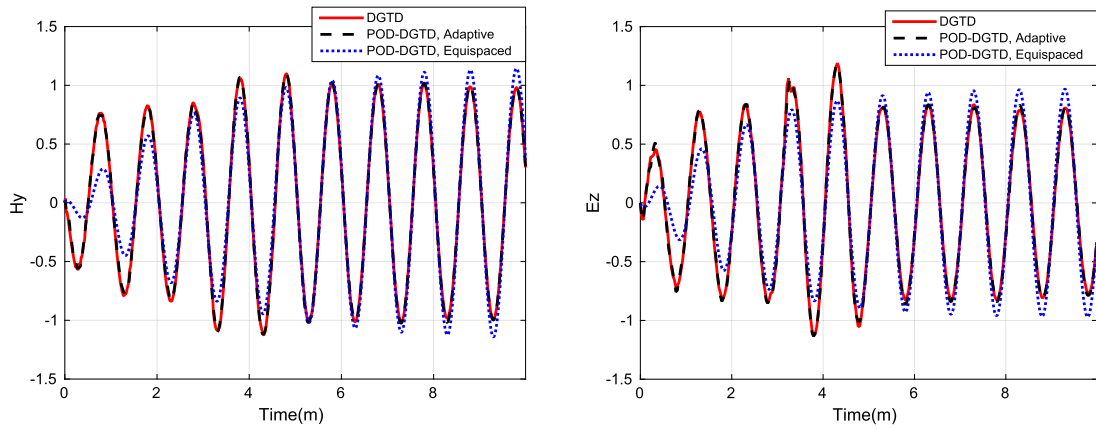 DGTD
POD-DGTD, Adaptive
POD-DGTD, Equispaced
1.5
1
0.5
0
-0.5
-1
-1.5
Hy
0
2
4
6
8
Time(m)
DGTD
POD-DGTD, Adaptive
POD-DGTD, Equispaced
1.5
1
0.5
0
-0.5
-1
-1.5
Ez
0
2
4
6
8
Time(m)